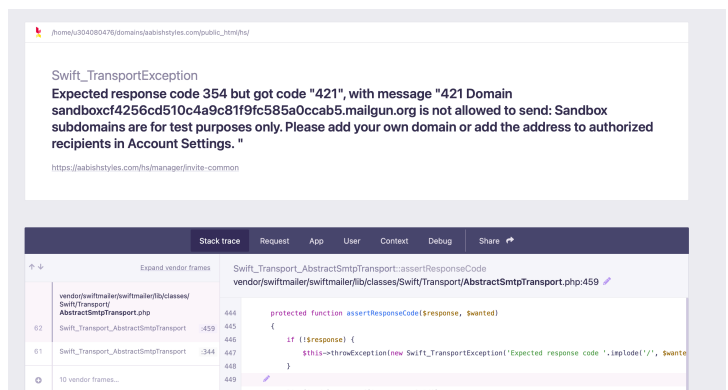 /home/u304080476/domains/aabishstyles.com/public_html/hs/
Swift_TransportException
Expected response code 354 but got code "421", with message "421 Domain
sandboxcf4256cd510c4a9c81f9fc585a0ccab5.mailgun.org is not allowed to send: Sandbox
subdomains are for test purposes only. Please add your own domain or add the address to authorized
recipients in Account Settings. "
https://aabishstyles.com/hs/manager/invite-common
Stack trace Request App User Context Debug Share
Expand vendor frames
Swift_Transport_AbstractSmtpTransport::assertResponseCode
vendor/swiftmailer/swiftmailer/lib/classes/Swift/Transport/AbstractSmtpTransport.php:459
vendor/swiftmailer/swiftmailer/lib/classes/
Swift/Transport/
AbstractSmtpTransport.php
62 Swift_Transport_AbstractSmtpTransport :459
61 Swift_Transport_AbstractSmtpTransport :344
10 vendor frames...
444 protected function assertResponseCode($response, $wanted)
445 {
446 if (!$response) {
447 $this->throwException(new Swift_TransportException('Expected response code '.implode('/', $wante
448 }
449